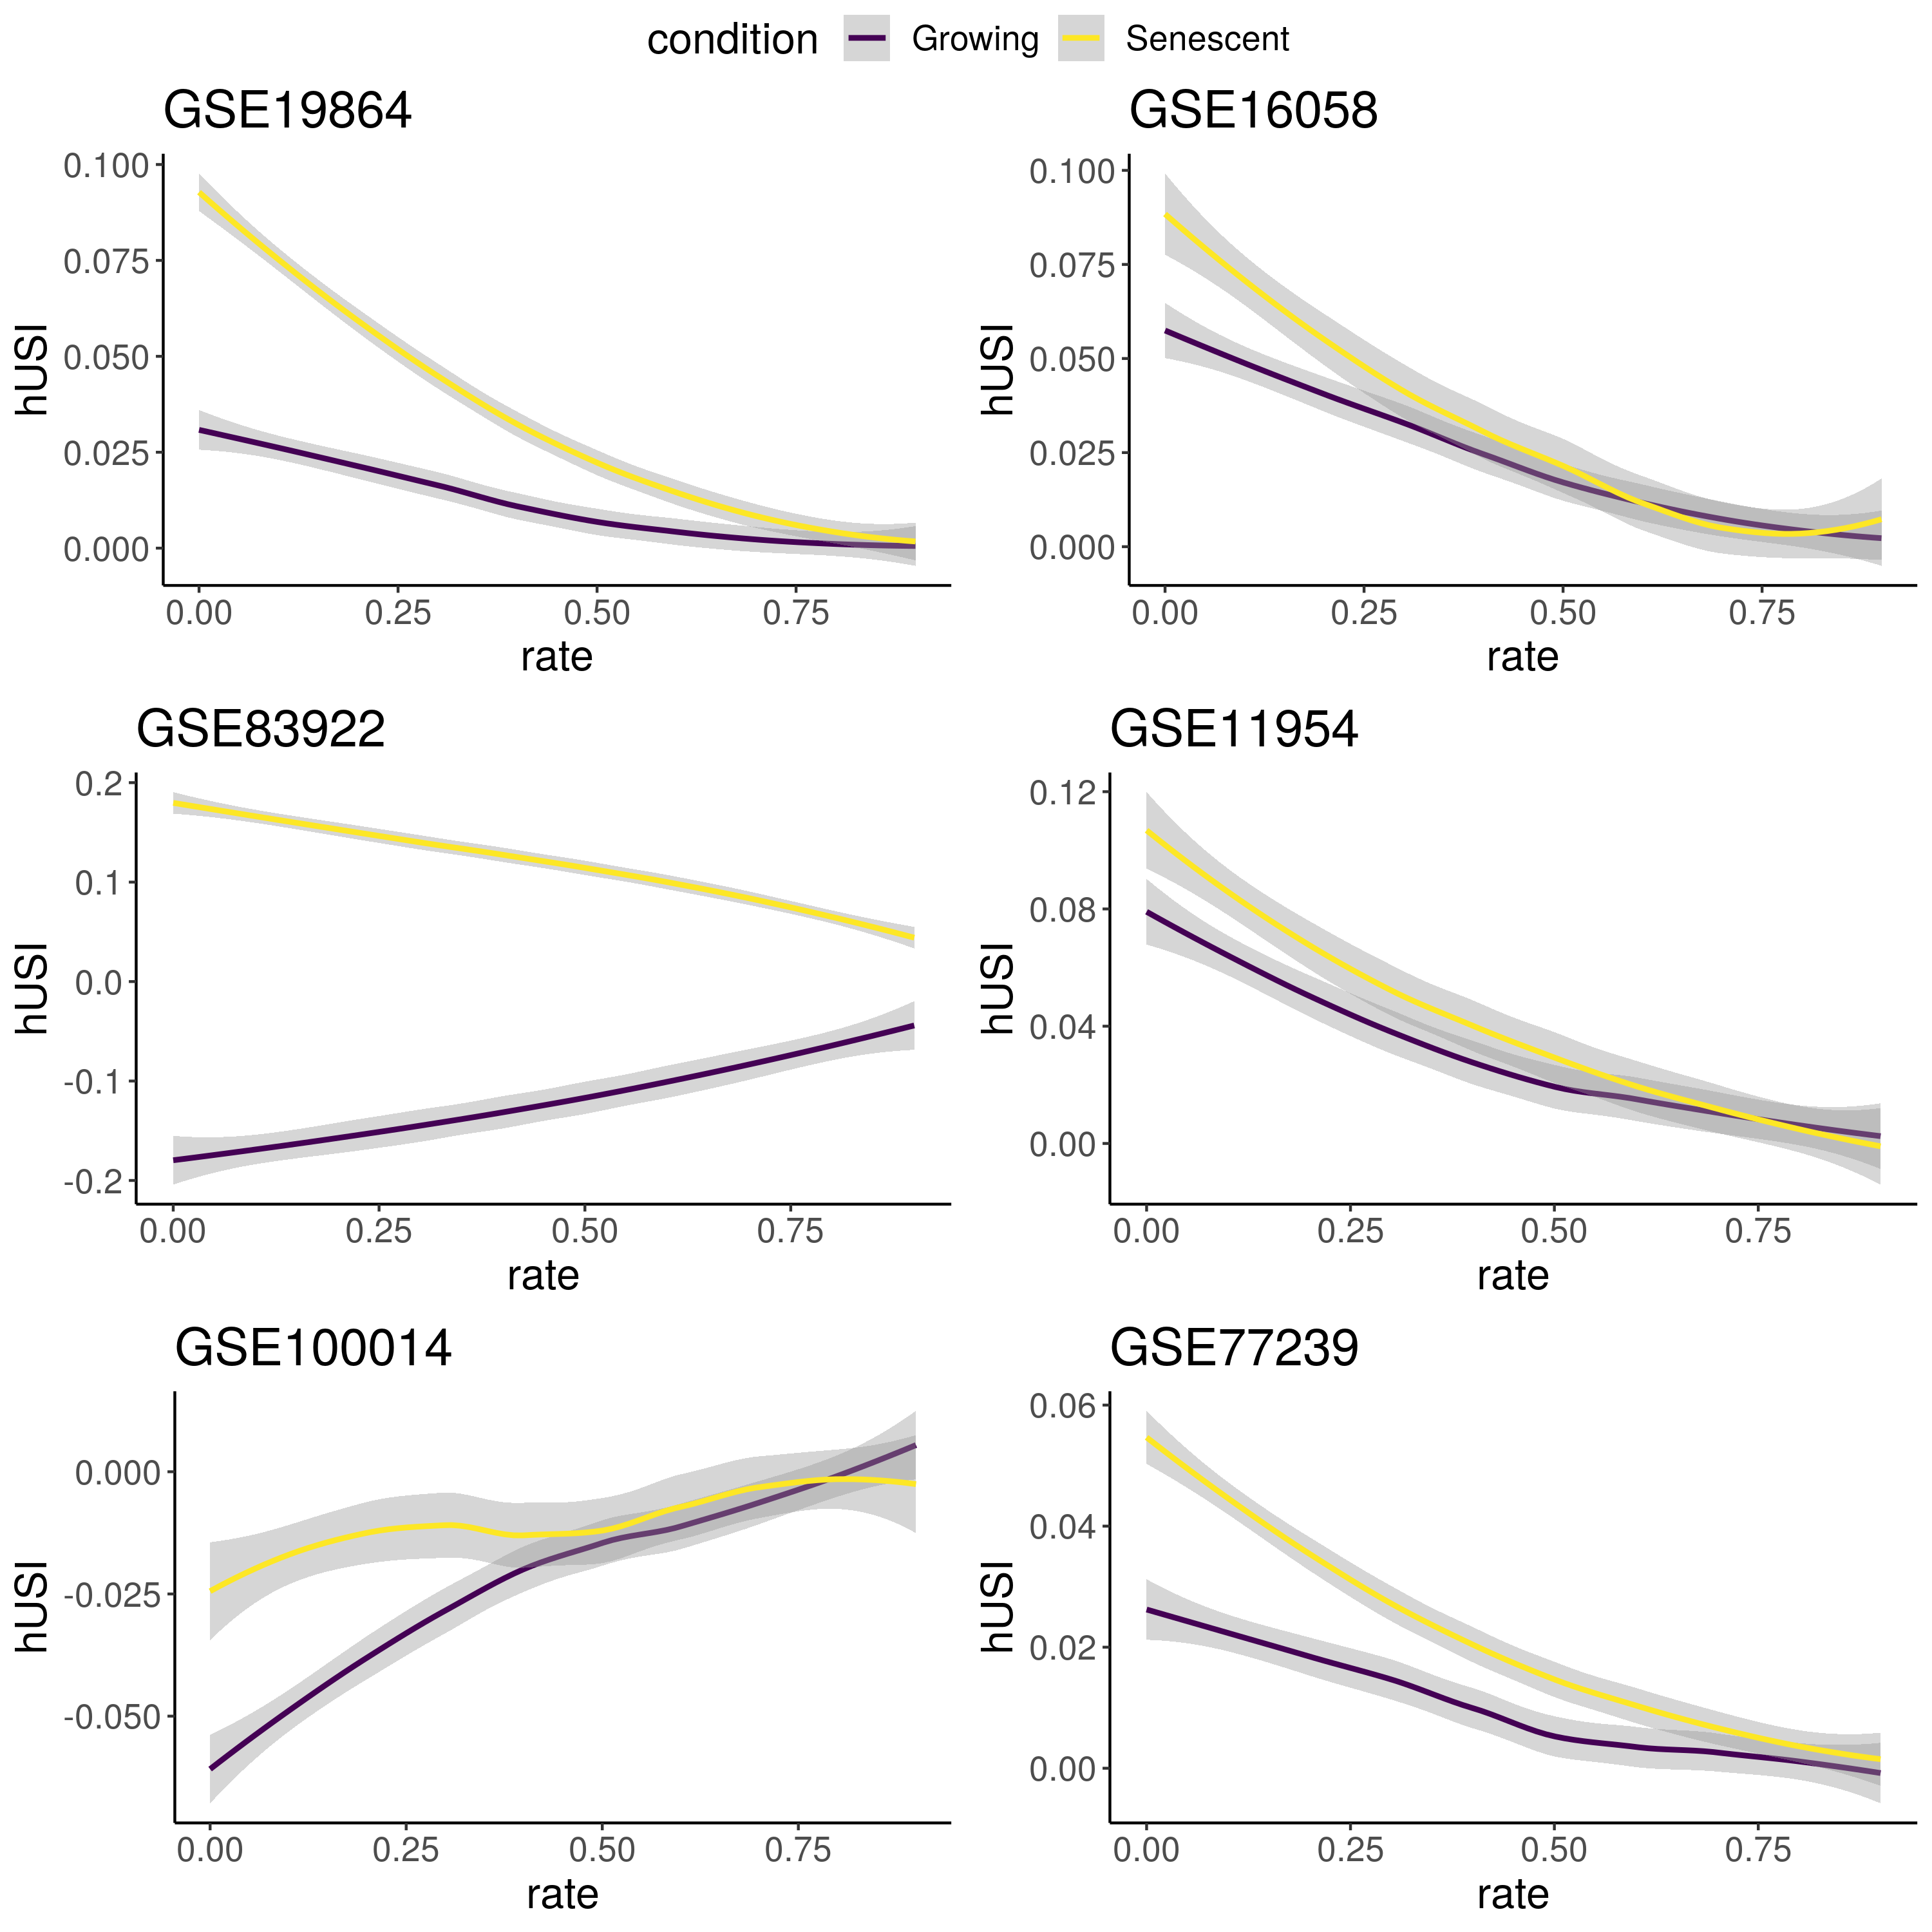 condition Growing Senescent
GSE19864
0.100
0.075
0.050
0.025
0.000
hUSI
0.00 0.25 0.50 0.75
rate
GSE16058
0.100
0.075
0.050
0.025
0.000
hUSI
0.00 0.25 0.50 0.75
rate
GSE83922
0.2
0.1
0.0
-0.1
-0.2
hUSI
0.00 0.25 0.50 0.75
rate
GSE11954
0.12
0.08
0.04
0.00
hUSI
0.00 0.25 0.50 0.75
rate
GSE100014
0.000
-0.025
-0.050
hUSI
0.00 0.25 0.50 0.75
rate
GSE77239
0.06
0.04
0.02
0.00
hUSI
0.00 0.25 0.50 0.75
rate